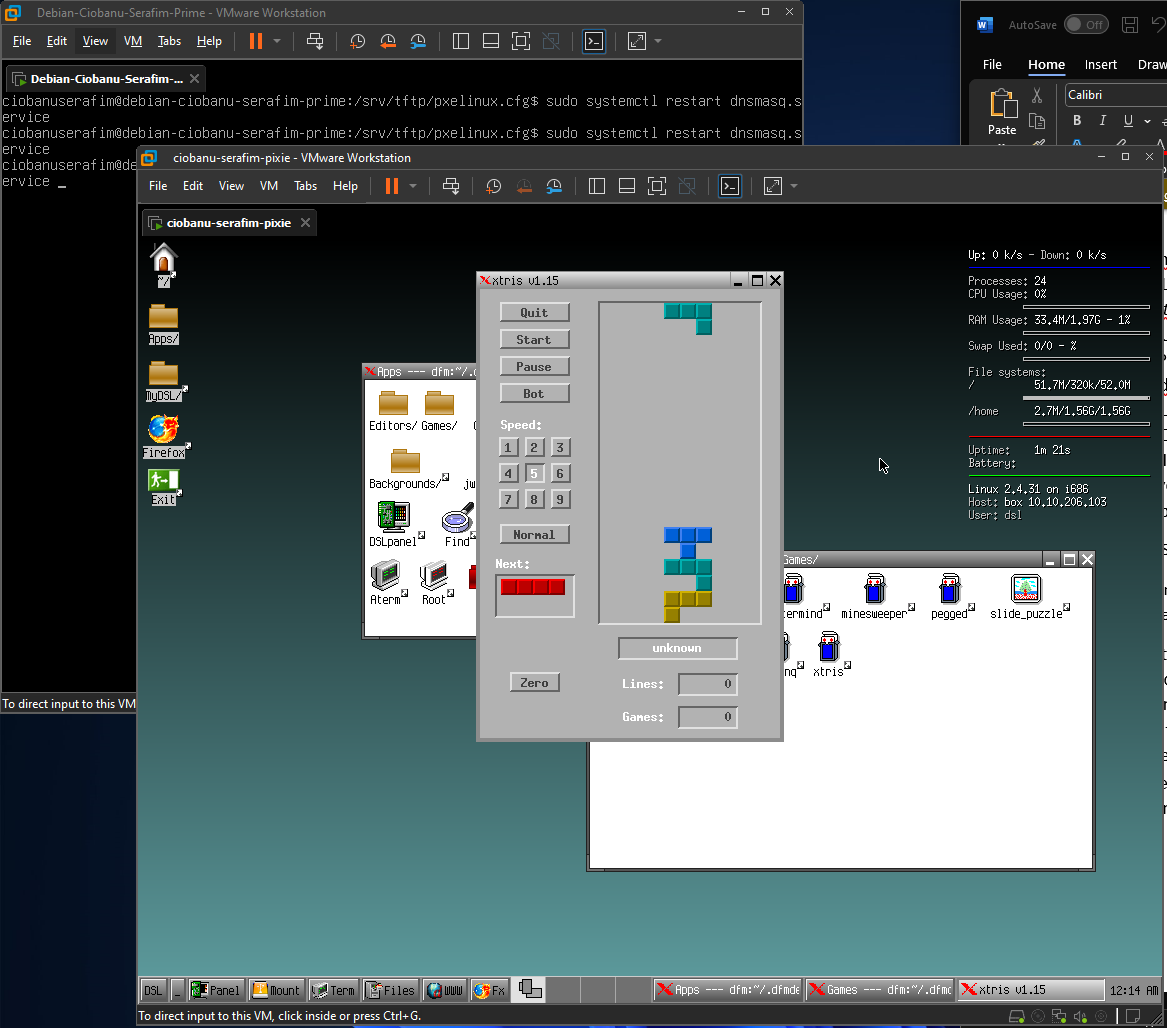 Debian-Ciobanu-Serafim-Prime - VMware Workstation
File Edit View VM Tabs Help
Debian-Ciobanu-Serafim-...
ciobanuserafim@debian-ciobanu-serafim-prime:/srv/tftp/pxelinux.cfg$ sudo systemctl restart dnsmasq.s
ervice
ciobanuserafim@debian-ciobanu-serafim-prime:/srv/tftp/pxelinux.cfg$ sudo systemctl restart dnsmasq.s
ervice
ciobanuserafim@de
ervice _
To direct input to this VM
AutoSave Off
File Home Insert Draw
Paste
Calibri
B I U
ciobanu-serafim-pixie - VMware Workstation
File Edit View VM Tabs Help
ciobanu-serafim-pixie
~/
Apps/
myDSL/
Firefox
Exit
Up: 0 k/s - Down: 0 k/s
Processes: 24
CPU Usage: 0%
RAM Usage: 33.4M/1.97G - 1%
Swap Used: 0/0 - %
File systems:
/ 51.7M/320k/52.0M
/home 2.7M/1.56G/1.56G
Uptime: 1m 21s
Battery:
Linux 2.4.31 on i686
Host: box 10.10.206.103
User: dsl
Apps --- dfm:~/.d
Editors/ Games/
Backgrounds/ jw
DSLpanel Find
Aterm Root
xtris v1.15
Quit
Start
Pause
Bot
Speed:
1 2 3
4 5 6
7 8 9
Normal
Next:
unknown
Zero
Lines: 0
Games: 0
Games/
termind minesweeper pegged slide_puzzle
nq xtris
DSL _ Panel Mount Term Files WWW Fx
Apps --- dfm:~/.dfmde
Games --- dfm:~/.dfmd
xtris v1.15
12:14 AM
To direct input to this VM, click inside or press Ctrl+G.